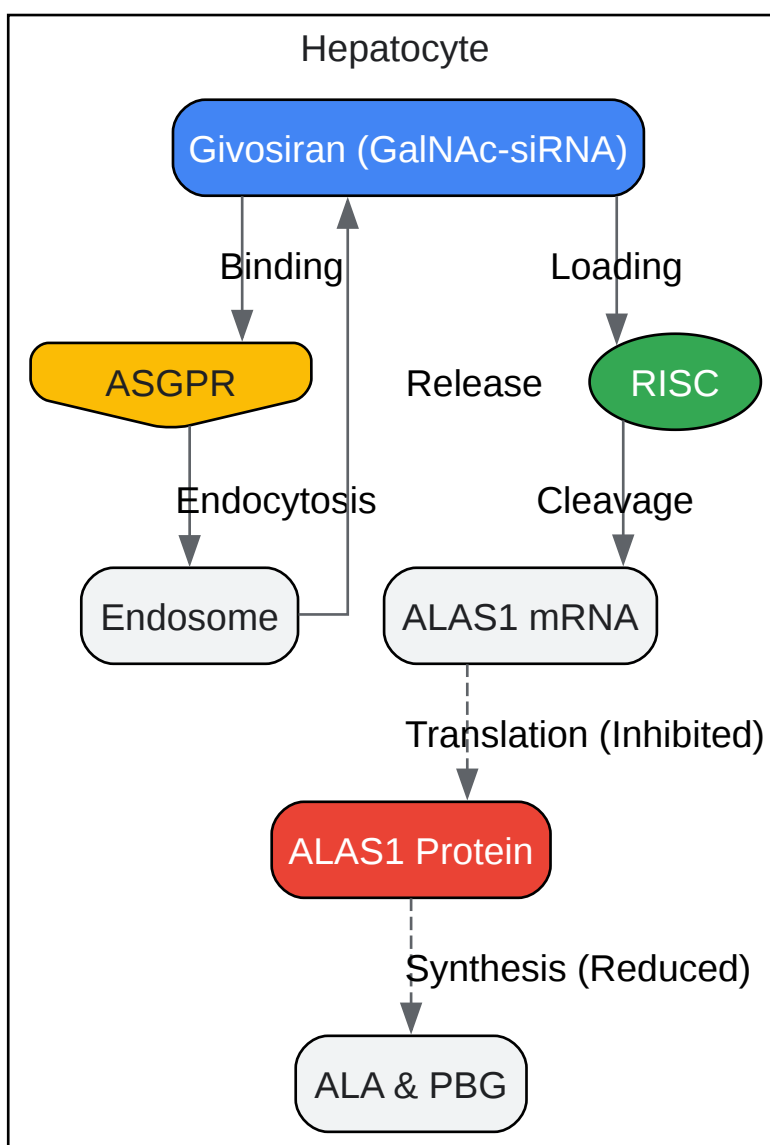 Hepatocyte
Givosiran (GalNAc-siRNA)
Binding
Loading
ASGPR
Release
RISC
Endocytosis
Cleavage
Endosome
ALAS1 mRNA
Translation (Inhibited)
ALAS1 Protein
Synthesis (Reduced)
ALA & PBG